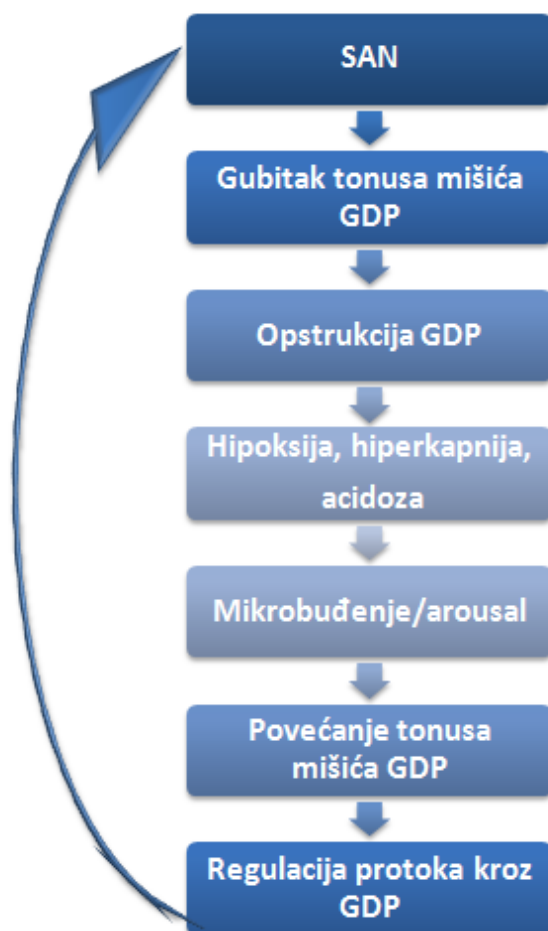 SAN
Gubitak tonusa mišića
GDP
Opstrukcija GDP
Hipoksija, hiperkapnija,
acidoza
Mikrobuđenje/arousal
Povećanje tonusa
mišića GDP
Regulacija protoka kroz
GDP